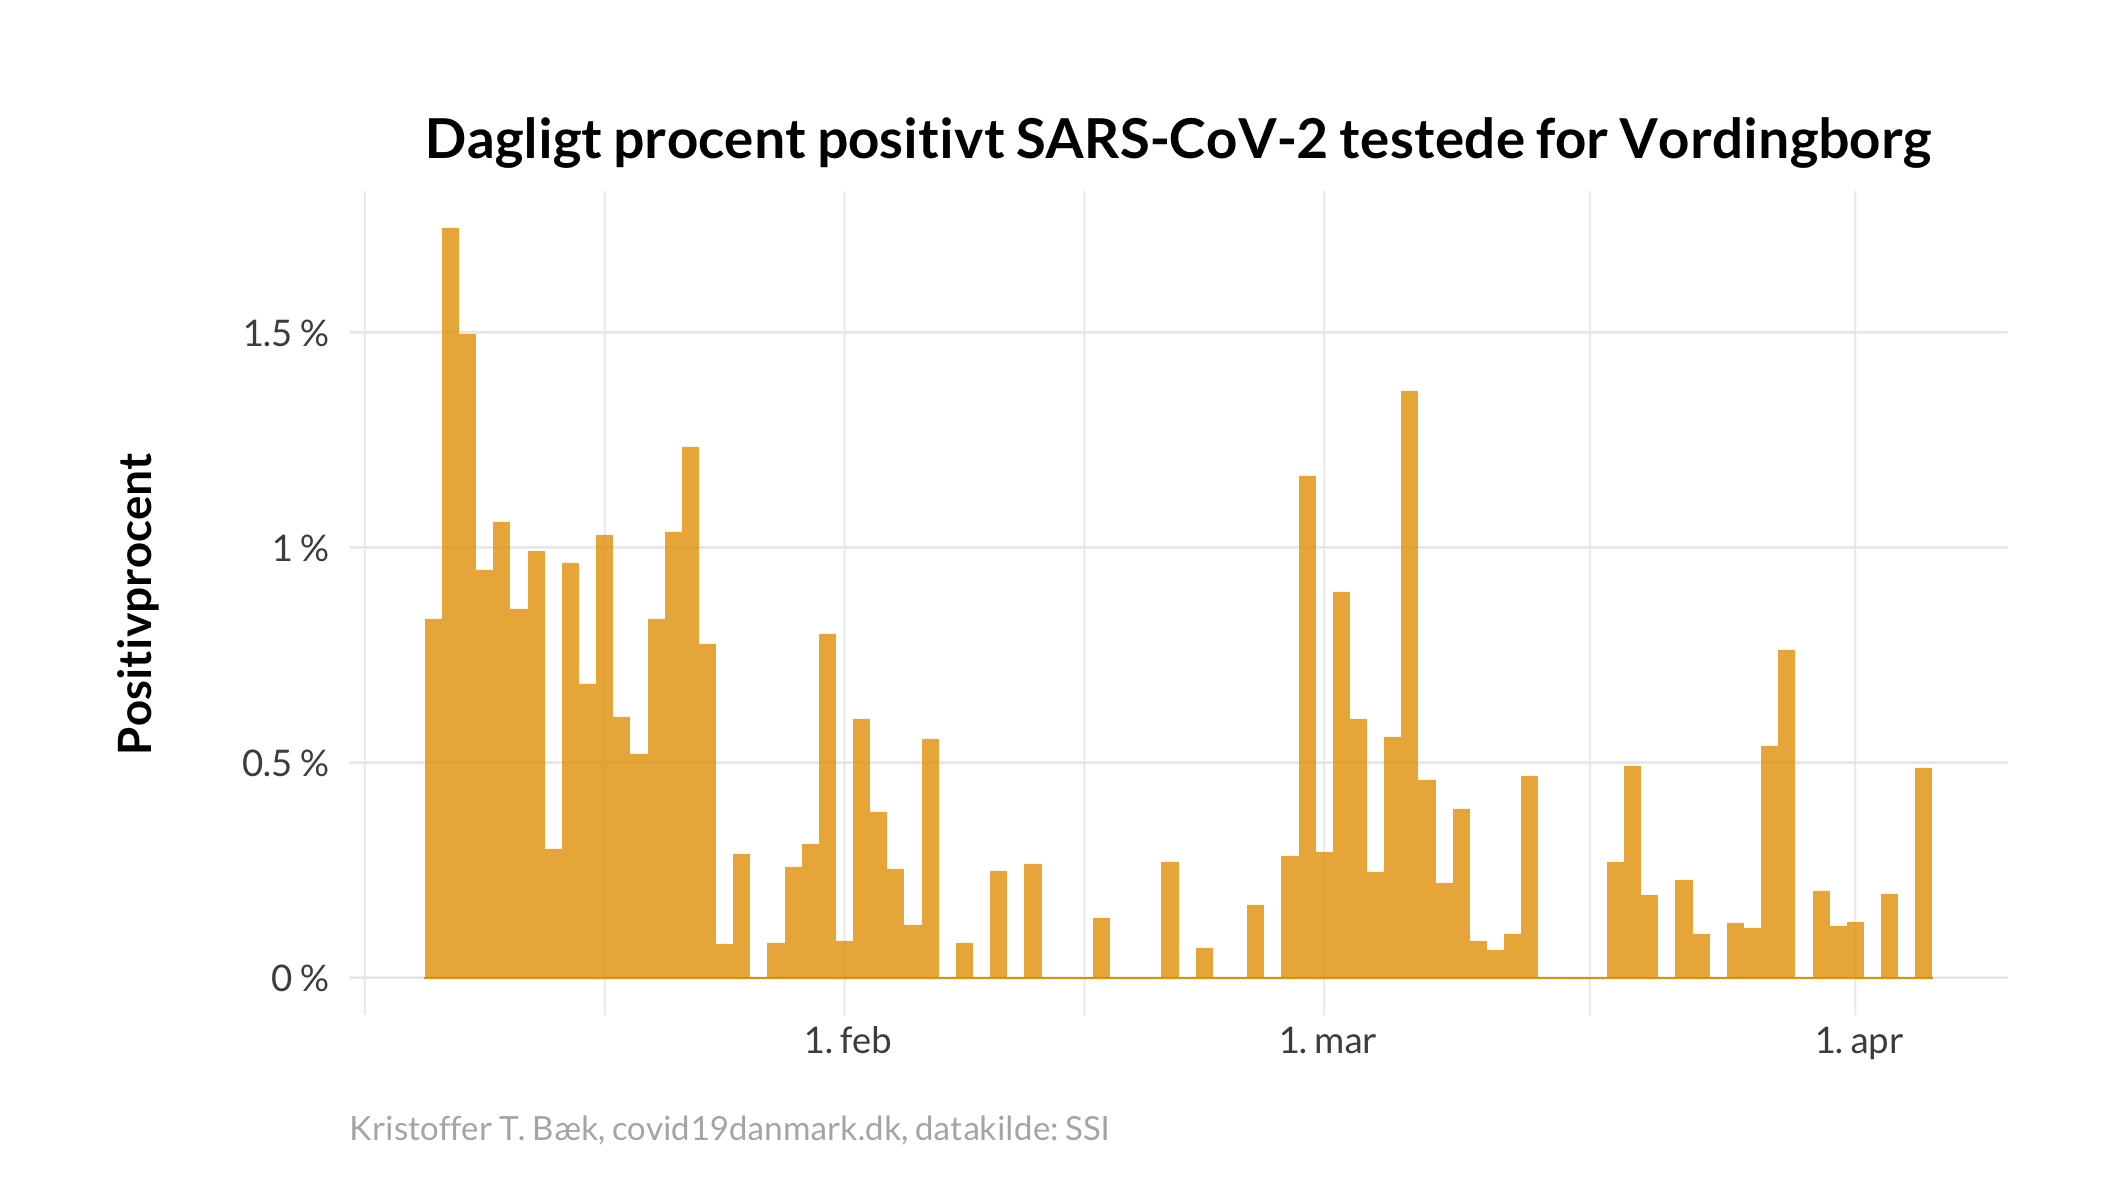 Dagligt procent positivt SARS-CoV-2 testede for Vordingborg
Positivprocent
1.5 %
1 %
0.5 %
0 %
1. feb
1. mar
1. apr
Kristoffer T. Bæk, covid19danmark.dk, datakilde: SSI